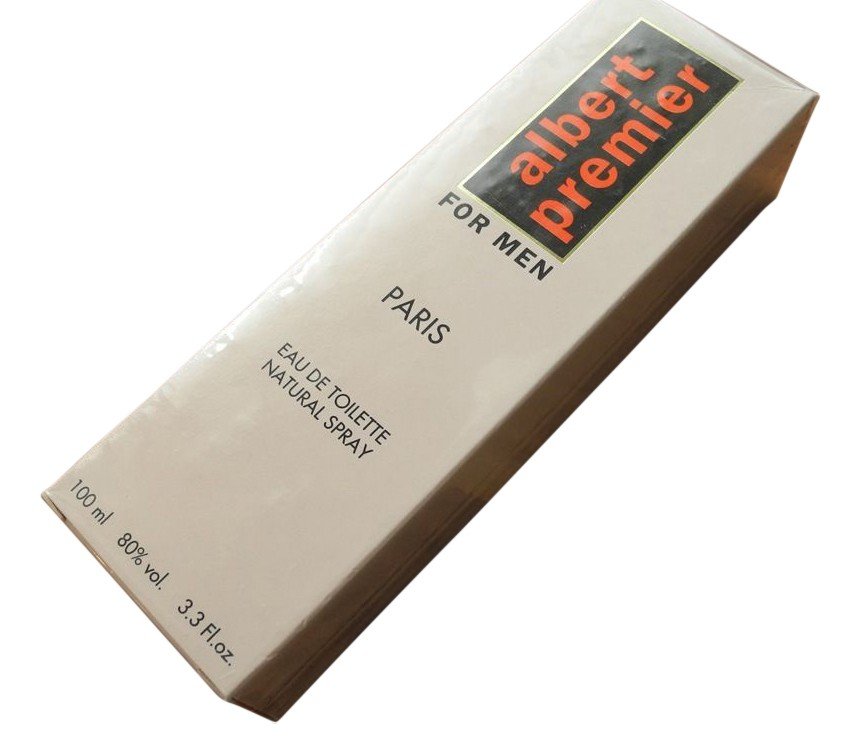 albert
premier
FOR MEN
PARIS
EAU DE TOILETTE
NATURAL SPRAY
100 ml 80% vol. 3.3 Fl.oz.